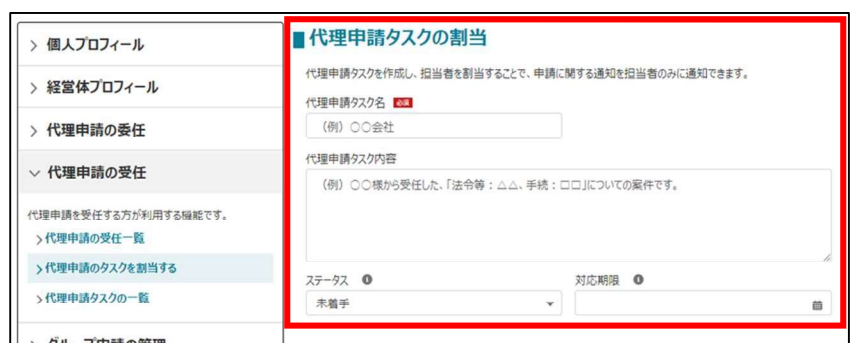 個人プロフィール
経営体プロフィール
代理申請の委任
代理申請の受任
代理申請を受任する方が利用する機能です。
代理申請の受任一覧
代理申請のタスクを割当する
代理申請タスクの一覧
グループ申請の管理
代理申請タスクの割当
代理申請タスクを作成し、担当者を割当することで、申請に関する通知を担当者のみに通知できます。
代理申請タスク名 必須
（例）〇〇会社
代理申請タスク内容
（例）〇〇様から受任した、「法令等：△△、手続：□□」についての案件です。
ステータス
対応期限
未着手